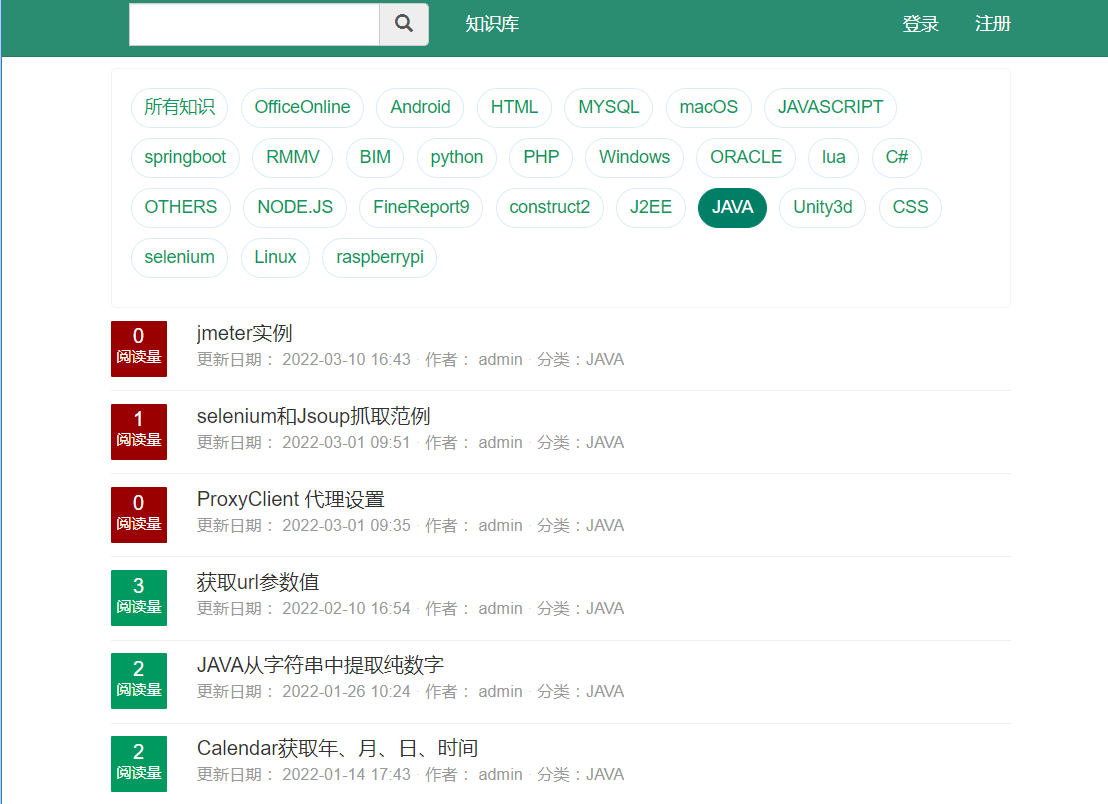 知识库 登录 注册
所有知识 OfficeOnline Android HTML MYSQL macOS JAVASCRIPT
springboot RMMV BIM python PHP Windows ORACLE lua C#
OTHERS NODE.JS FineReport9 construct2 J2EE JAVA Unity3d CSS
selenium Linux raspberrypi
0 jmeter实例
阅读量 更新日期： 2022-03-10 16:43 · 作者： admin · 分类：JAVA
1 selenium和Jsoup抓取范例
阅读量 更新日期： 2022-03-01 09:51 · 作者： admin · 分类：JAVA
0 ProxyClient 代理设置
阅读量 更新日期： 2022-03-01 09:35 · 作者： admin · 分类：JAVA
3 获取url参数值
阅读量 更新日期： 2022-02-10 16:54 · 作者： admin · 分类：JAVA
2 JAVA从字符串中提取纯数字
阅读量 更新日期： 2022-01-26 10:24 · 作者： admin · 分类：JAVA
2 Calendar获取年、月、日、时间
阅读量 更新日期： 2022-01-14 17:43 · 作者： admin · 分类：JAVA